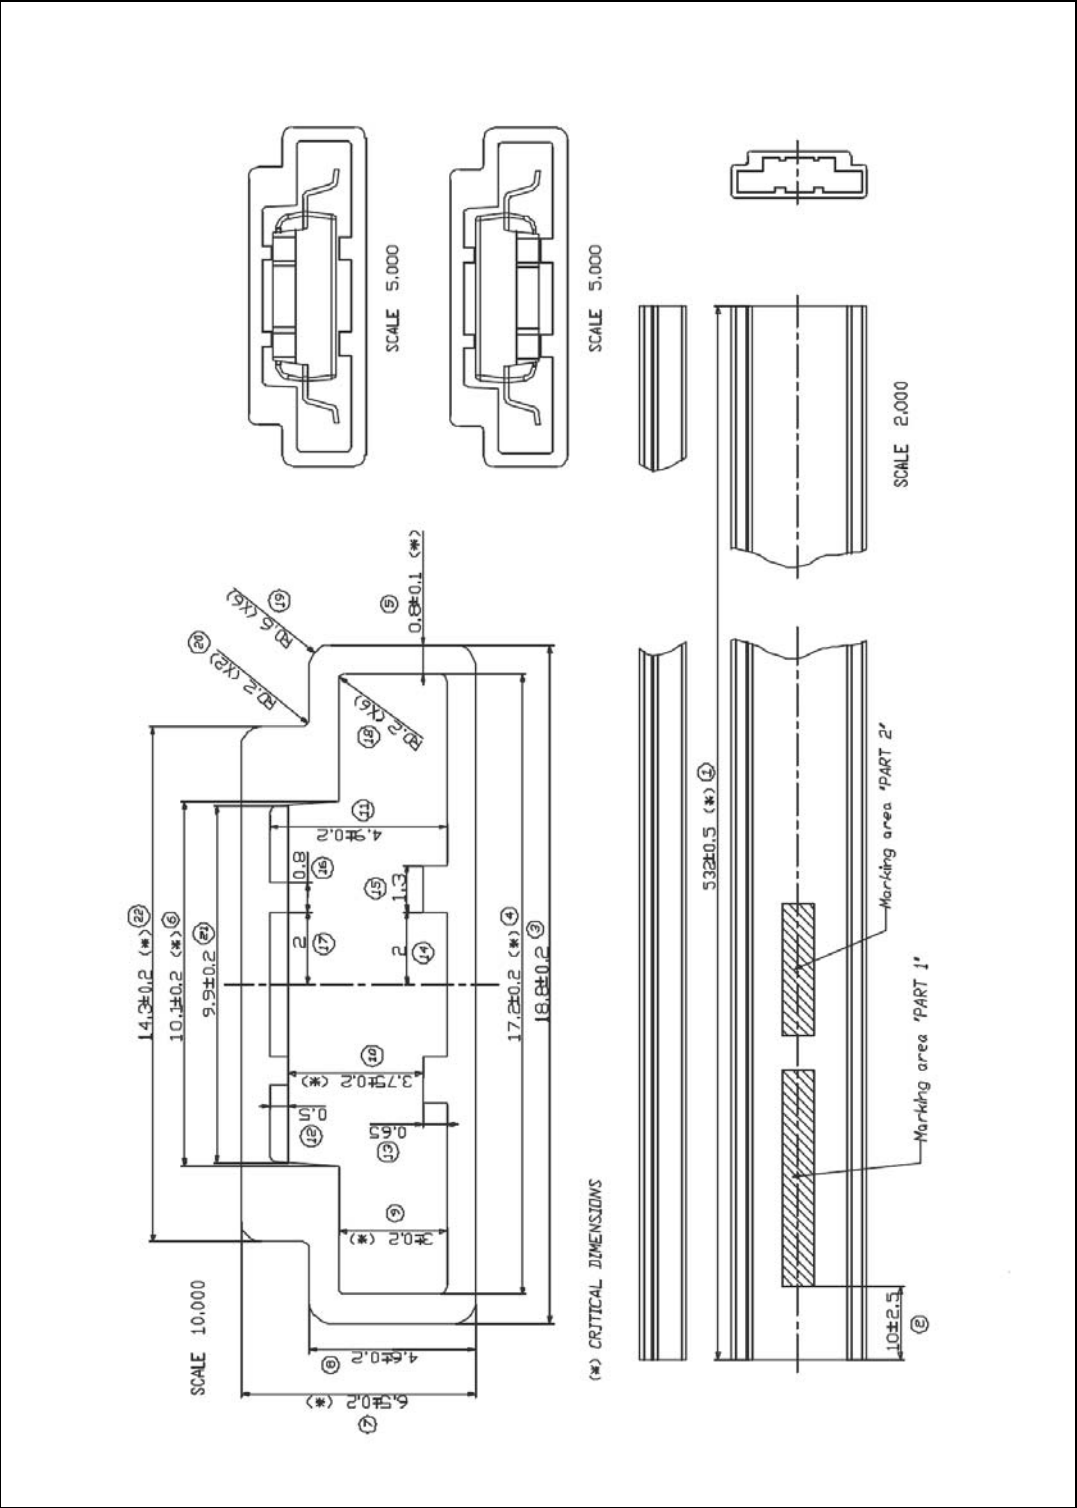 SCALE 5,000
SCALE 5,000
SCALE 2,000
SCALE 10,000
14.3±0.2 (*) 22
10.1±0.2 (*) 6
9.9±0.2 21
R0.2 (X2) 20
R0.6 (X6) 19
R0.2 (X6) 18
0.8±0.1 (*) 5
4.9±0.2 11
0.8 16
2 17
1.3 15
2 14
17.2±0.2 (*) 4
18.8±0.2 3
3.75±0.2 (*) 10
0.5 12
0.65 13
3±0.2 (*) 9
4.6±0.2 8
6.5±0.2 (*) 7
(*) CRITICAL DIMENSIONS
532±0.5 (*) 1
Marking area "PART 2"
Marking area "PART 1"
10±2.5 2